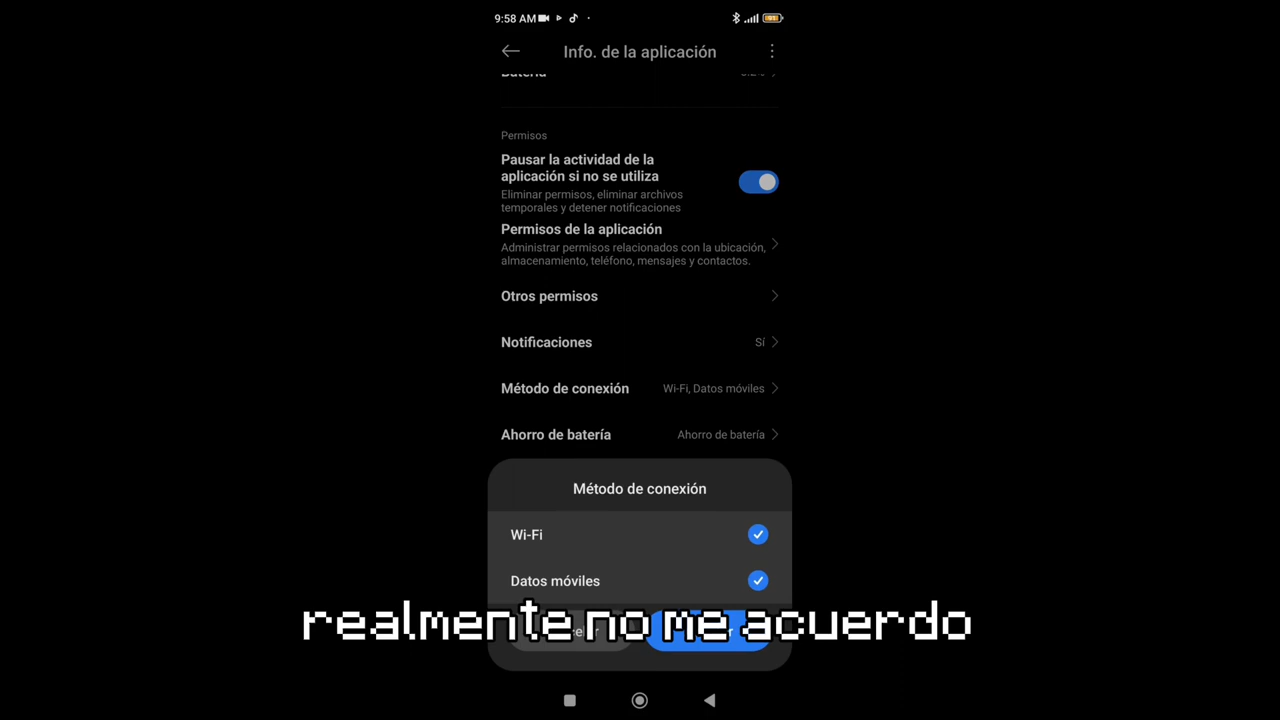 9:58 AM
Info. de la aplicación
Batería
Permisos
Pausar la actividad de la
aplicación si no se utiliza
Eliminar permisos, eliminar archivos
temporales y detener notificaciones
Permisos de la aplicación
Administrar permisos relacionados con la ubicación,
almacenamiento, teléfono, mensajes y contactos.
Otros permisos
Notificaciones Sí
Método de conexión Wi-Fi, Datos móviles
Ahorro de batería Ahorro de batería
Método de conexión
Wi-Fi
Datos móviles
realmente no me acuerdo